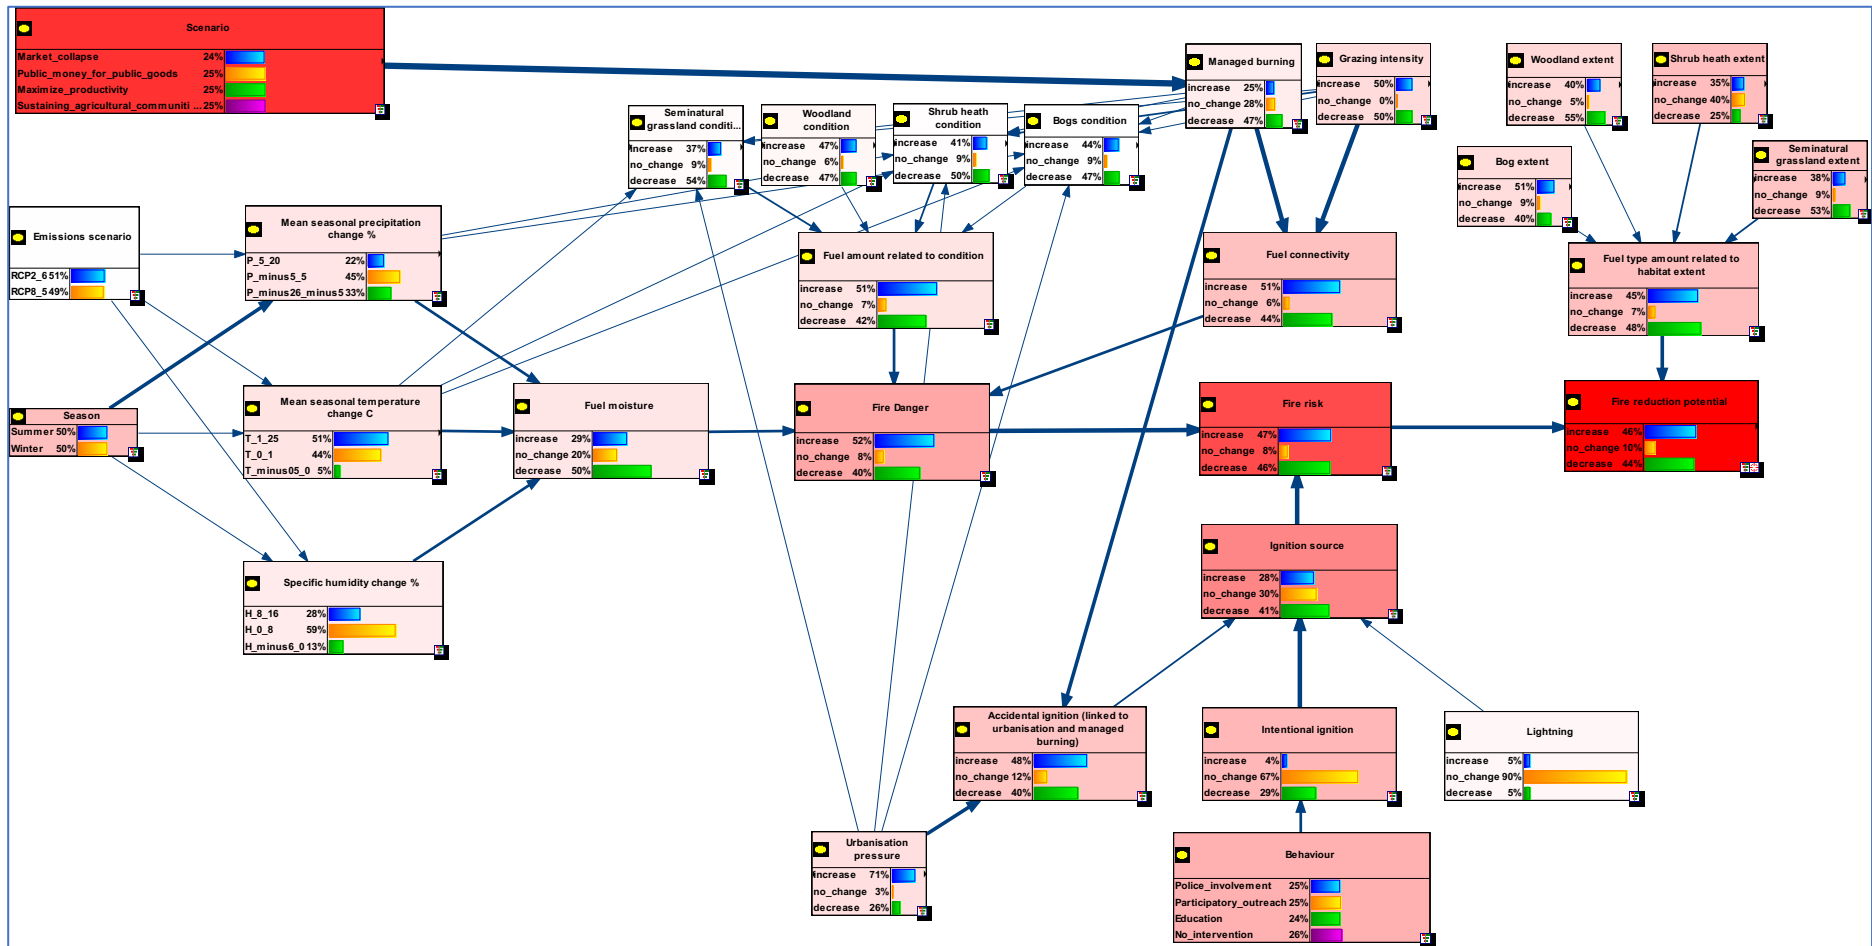 Scenario
Market_collapse 24%
Public_money_for_public_goods 25%
Maximize_productivity 25%
Sustaining_agricultural_communiti ... 25%
Managed burning
increase 25%
no_change 28%
decrease 47%
Grazing intensity
increase 50%
no_change 0%
decrease 50%
Woodland extent
increase 40%
no_change 5%
decrease 55%
Shrub heath extent
increase 35%
no_change 40%
decrease 25%
Seminatural
grassland conditi...
increase 37%
no_change 9%
decrease 54%
Woodland
condition
increase 47%
no_change 6%
decrease 47%
Shrub heath
condition
increase 41%
no_change 9%
decrease 50%
Bogs condition
increase 44%
no_change 9%
decrease 47%
Bog extent
increase 51%
no_change 9%
decrease 40%
Seminatural
grassland extent
increase 38%
no_change 9%
decrease 53%
Emissions scenario
RCP2_6 51%
RCP8_5 49%
Mean seasonal precipitation
change %
P_5_20 22%
P_minus5_5 45%
P_minus26_minus5 33%
Fuel amount related to condition
increase 51%
no_change 7%
decrease 42%
Fuel connectivity
increase 51%
no_change 6%
decrease 44%
Fuel type amount related to
habitat extent
increase 45%
no_change 7%
decrease 48%
Season
Summer 50%
Winter 50%
Mean seasonal temperature
change C
T_1_25 51%
T_0_1 44%
T_minus05_0 5%
Fuel moisture
increase 29%
no_change 20%
decrease 50%
Fire Danger
increase 52%
no_change 8%
decrease 40%
Fire risk
increase 47%
no_change 8%
decrease 46%
Fire reduction potential
increase 46%
no_change 10%
decrease 44%
Specific humidity change %
H_8_16 28%
H_0_8 59%
H_minus6_0 13%
Ignition source
increase 28%
no_change 30%
decrease 41%
Accidental ignition (linked to
urbanisation and managed
burning)
increase 48%
no_change 12%
decrease 40%
Intentional ignition
increase 4%
no_change 67%
decrease 29%
Lightning
increase 5%
no_change 90%
decrease 5%
Urbanisation
pressure
increase 71%
no_change 3%
decrease 26%
Behaviour
Police_involvement 25%
Participatory_outreach 25%
Education 24%
No_intervention 26%